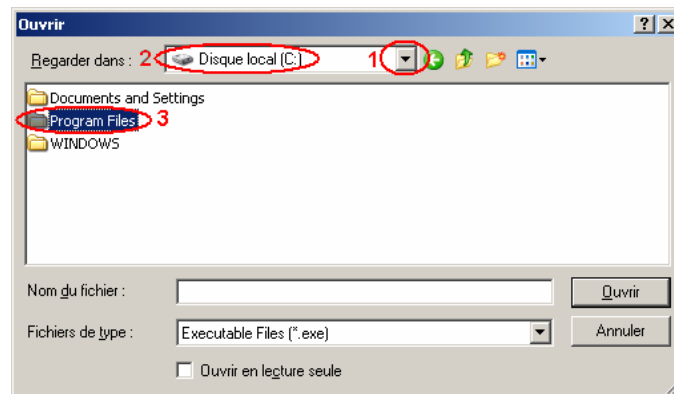 Ouvrir
Regarder dans : 2 Disque local (C:) 1
Documents and Settings
Program Files 3
WINDOWS
Nom du fichier : Ouvrir
Fichiers de type : Executable Files (*.exe) Annuler
Ouvrir en lecture seule